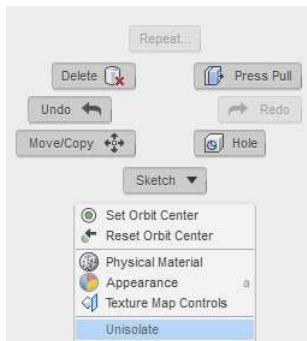 Repeat...
Delete Press Pull
Undo Redo
Move/Copy Hole
Sketch
Set Orbit Center
Reset Orbit Center
Physical Material
Appearance a
Texture Map Controls
Unisolate